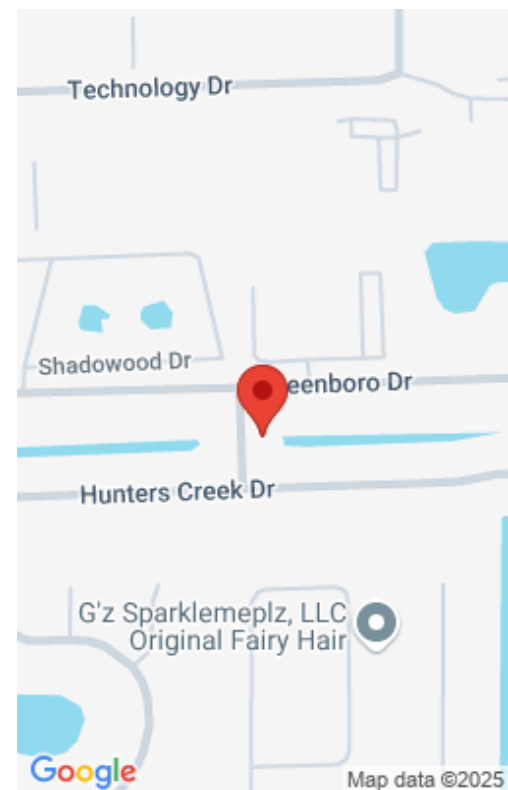 Technology Dr
Shadowood Dr
eenboro Dr
Hunters Creek Dr
G'z Sparklemeplz, LLC
Original Fairy Hair
Google
Map data ©2025